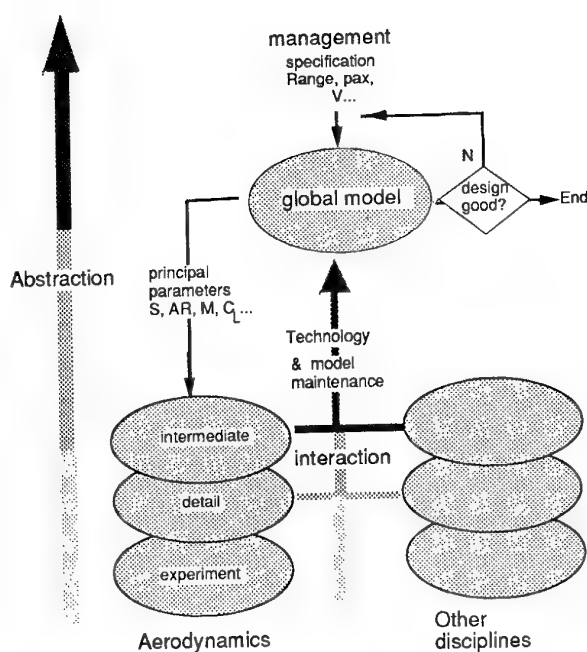 management
specification
Range, pax,
V...
N
global model
design
good?
End
Abstraction
principal
parameters
S, AR, M, CL...
Technology
& model
maintenance
intermediate
interaction
detail
experiment
Aerodynamics
Other
disciplines